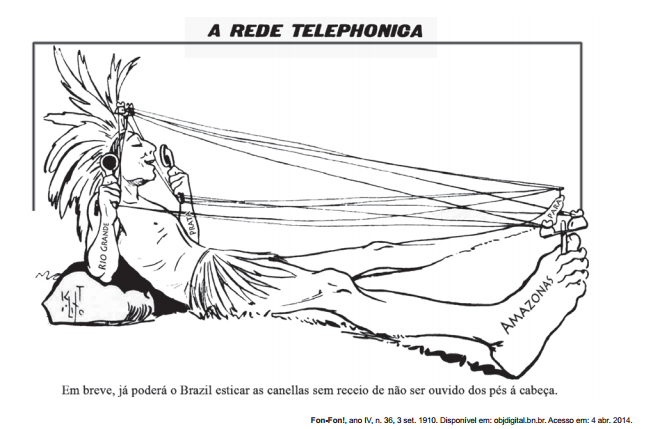 A REDE TELEPHONICA
RIO GRANDE
PRATA
PARÁ
AMAZONAS
Em breve, já poderá o Brazil esticar as canellas sem receio de não ser ouvido dos pés á cabeça.
Fon-Fon!, ano IV, n. 36, 3 set. 1910. Disponível em: objdigital.bn.br. Acesso em: 4 abr. 2014.